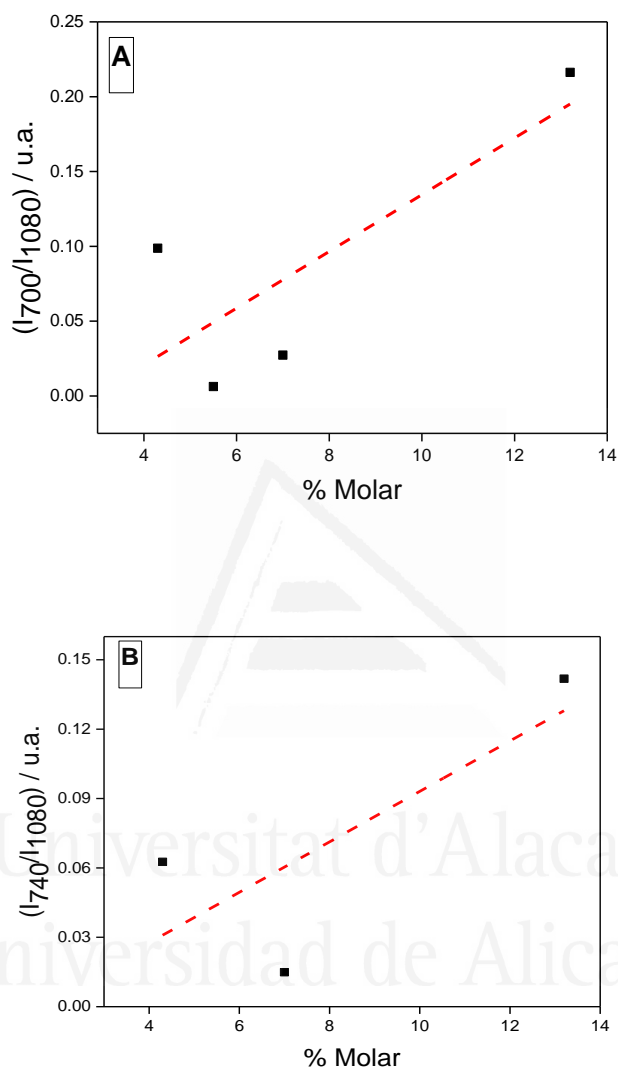 A
(I700/I1080) / u.a.
0.25
0.20
0.15
0.10
0.05
0.00
4 6 8 10 12 14
% Molar
B
(I740/I1080) / u.a.
0.15
0.12
0.09
0.06
0.03
0.00
4 6 8 10 12 14
% Molar
Universitat d'Alaca
niversidad de Alica